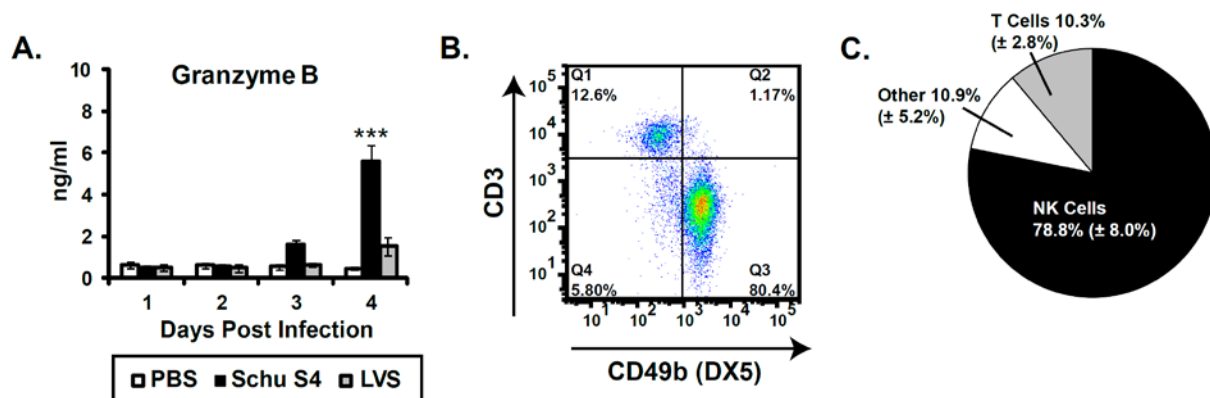 A.
Granzyme B
10
8
6
4
2
0
ng/ml
***
1 2 3 4
Days Post Infection
PBS Schu S4 LVS
B.
Q1
12.6%
Q2
1.17%
Q4
5.80%
Q3
80.4%
10^5
10^4
10^3
10^2
10^1
CD3
10^1 10^2 10^3 10^4 10^5
CD49b (DX5)
C.
T Cells 10.3%
(± 2.8%)
Other 10.9%
(± 5.2%)
NK Cells
78.8% (± 8.0%)